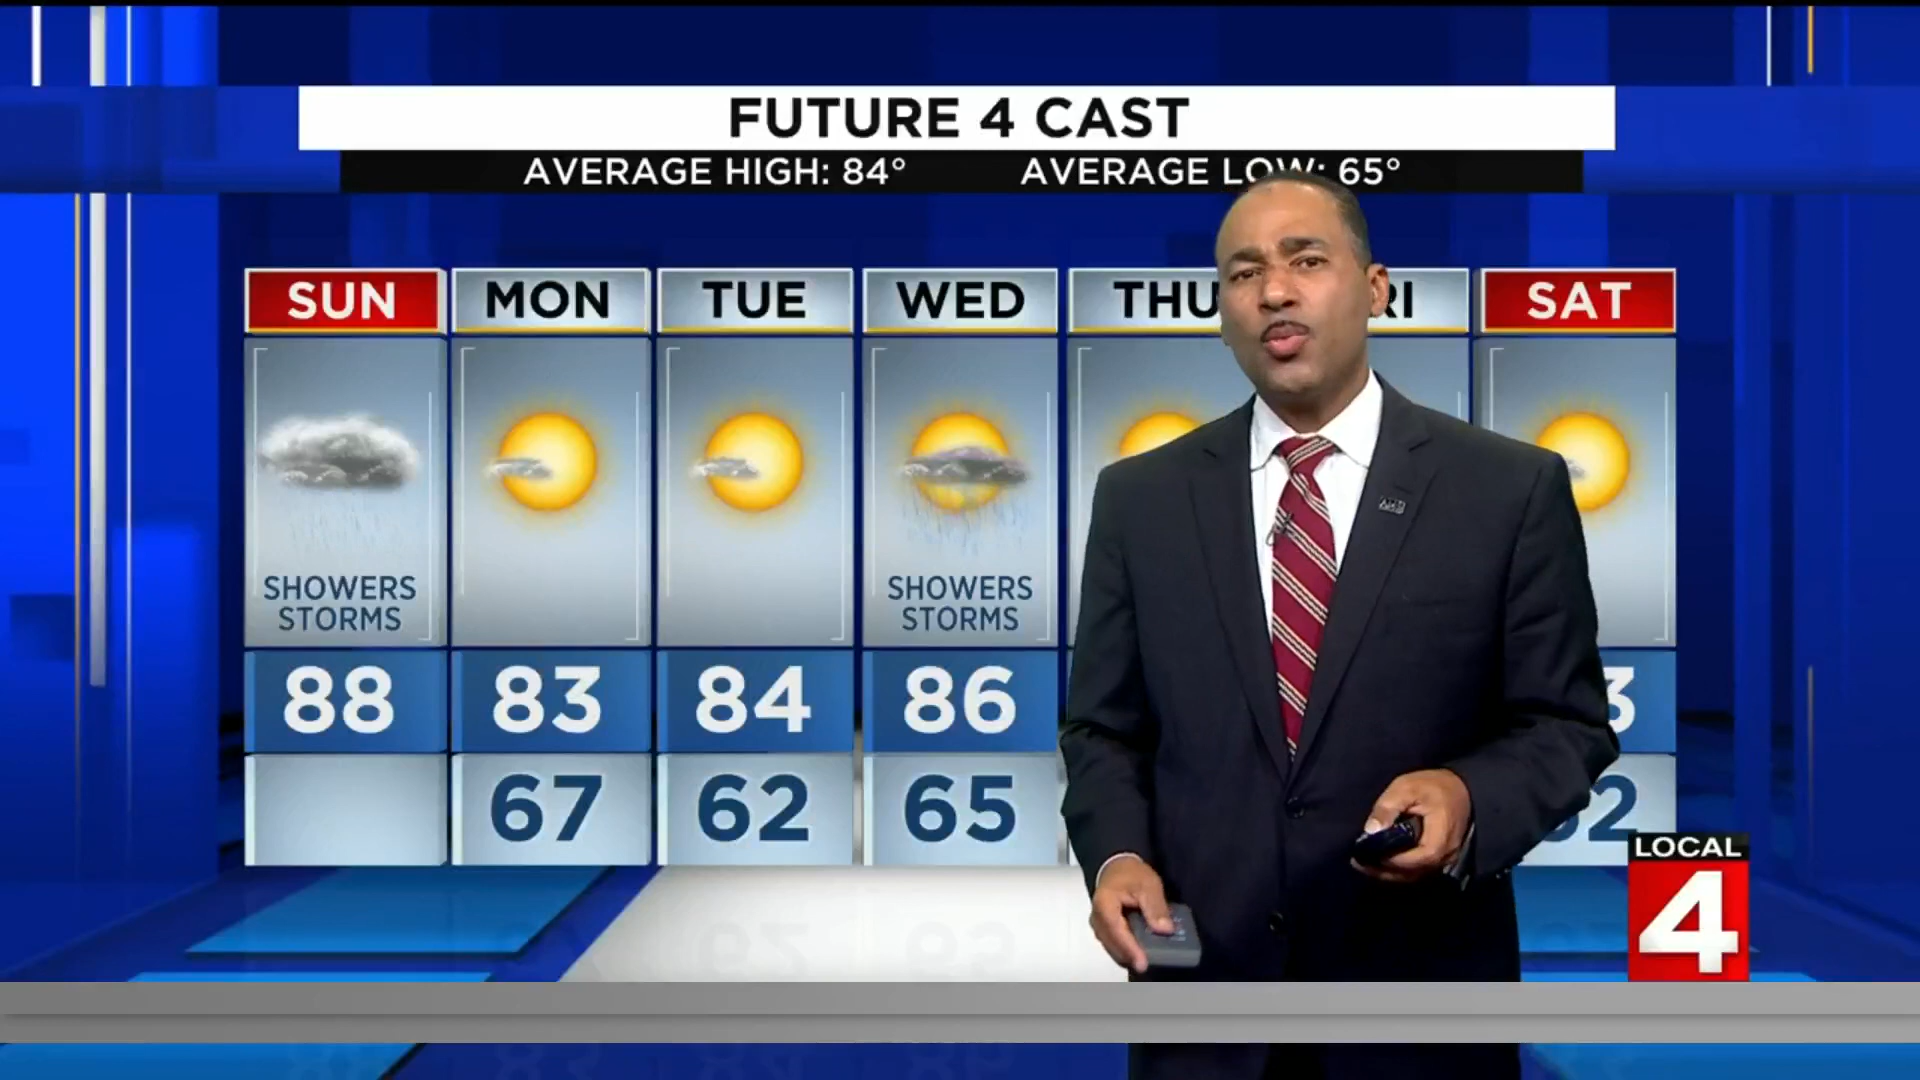 FUTURE 4 CAST
AVERAGE HIGH: 84° AVERAGE LOW: 65°
SUN MON TUE WED THU SAT
SHOWERS STORMS
SHOWERS STORMS
88 83 84 86
67 62 65
LOCAL
4